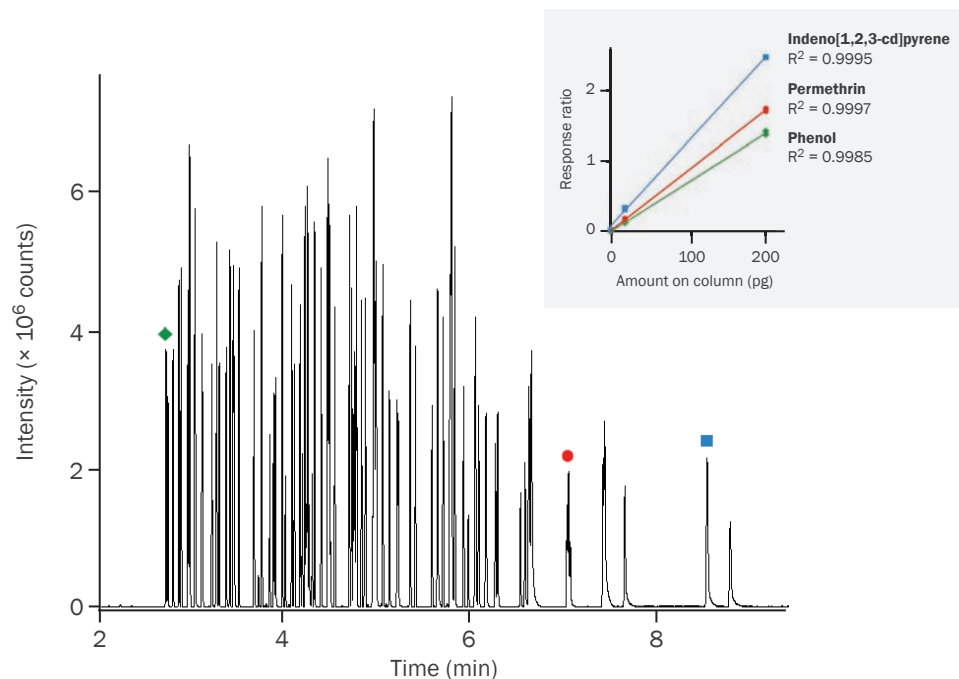 Indeno[1,2,3-cd]pyrene
R² = 0.9995
Permethrin
R² = 0.9997
Phenol
R² = 0.9985
Response ratio
2
1
0
0 100 200
Amount on column (pg)
Intensity (× 10⁶ counts)
6
4
2
0
2 4 6 8
Time (min)